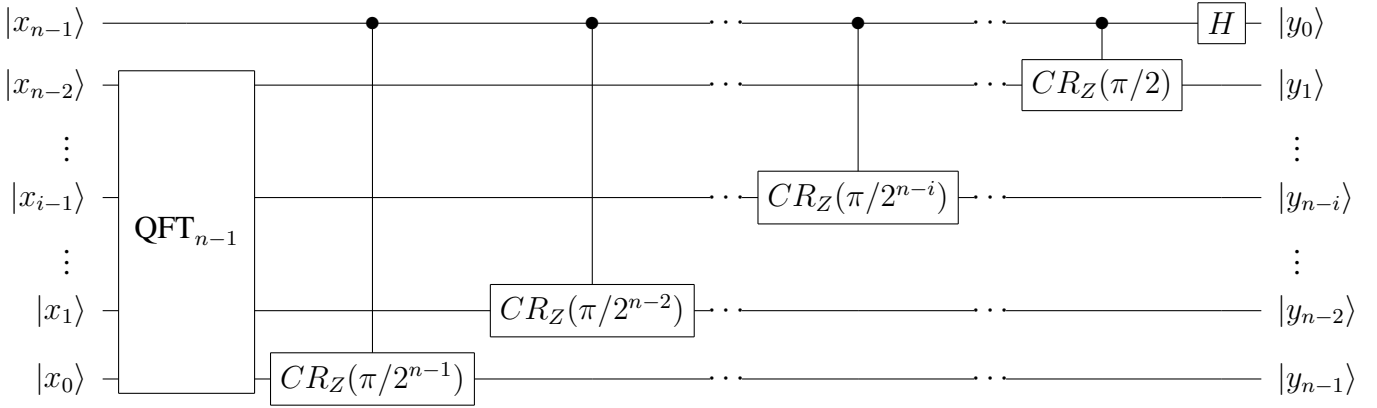 |x_{n−1}⟩ ··· ··· H |y_0⟩
|x_{n−2}⟩ ··· ··· CR_Z(π/2) |y_1⟩
⋮ ⋮
|x_{i−1}⟩ ··· CR_Z(π/2^{n−i}) ··· |y_{n−i}⟩
QFT_{n−1}
⋮ ⋮
|x_1⟩ CR_Z(π/2^{n−2}) ··· ··· |y_{n−2}⟩
|x_0⟩ CR_Z(π/2^{n−1}) ··· ··· |y_{n−1}⟩